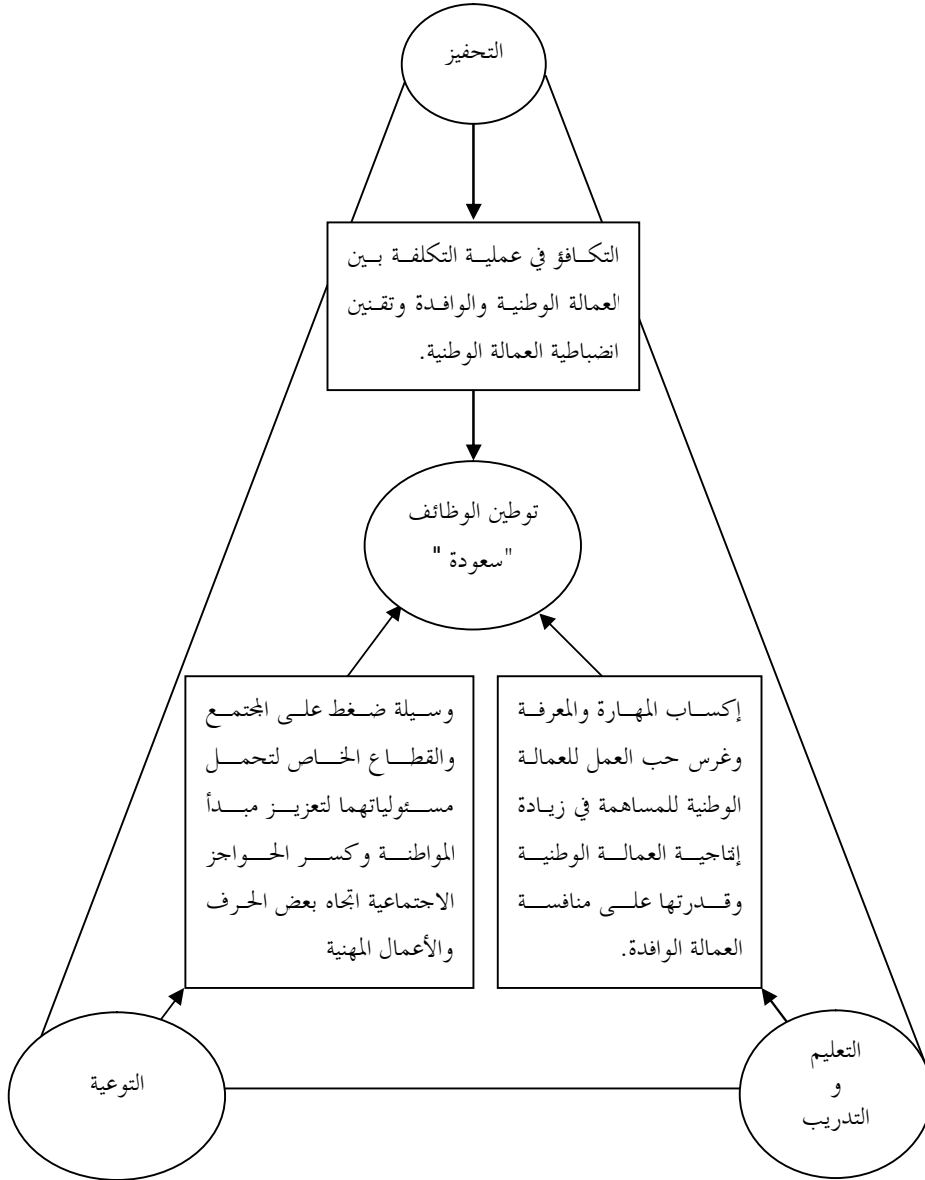 التحفيز
التكافؤ في عملية التكلفة بين
العمالة الوطنية والوافدة وتقنين
انضباطية العمالة الوطنية.
توطين الوظائف
"سعودة "
إكساب المهارة والمعرفة
وغرس حب العمل للعمالة
الوطنية للمساهمة في زيادة
إنتاجية العمالة الوطنية
وقدرتها على منافسة
العمالة الوافدة.
وسيلة ضغط على المجتمع
والقطاع الخاص لتحمل
مسئولياتهما لتعزيز مبدأ
المواطنة وكسر الحواجز
الاجتماعية اتجاه بعض الحرف
والأعمال المهنية
التعليم
و
التدريب
التوعية